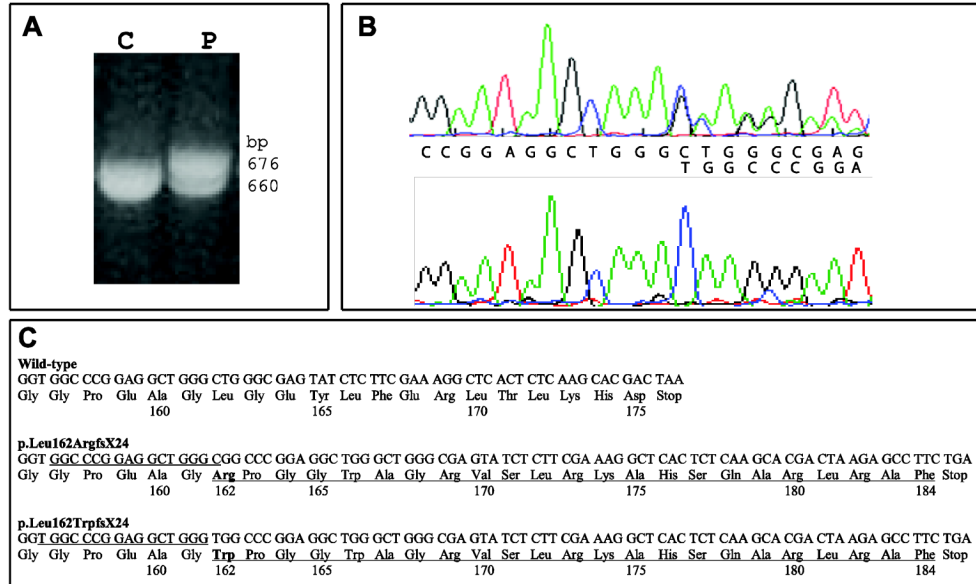 A
C P
bp
676
660
B
C C G G A G G C T G G G C T G G G C G A G
T G G C C C G G A
C
Wild-type
GGT GGC CCG GAG GCT GGG CTG GGC GAG TAT CTC TTC GAA AGG CTC ACT CTC AAG CAC GAC TAA
Gly Gly Pro Glu Ala Gly Leu Gly Glu Tyr Leu Phe Glu Arg Leu Thr Leu Lys His Asp Stop
160 165 170 175
p.Leu162ArgfsX24
GGT GGC CCG GAG GCT GGG CGG CCC GGA GGC TGG GCT GGG CGA GTA TCT CTT CGA AAG GCT CAC TCT CAA GCA CGA CTA AGA GCC TTC TGA
Gly Gly Pro Glu Ala Gly Arg Pro Gly Gly Trp Ala Gly Arg Val Ser Leu Arg Lys Ala His Ser Gln Ala Arg Leu Arg Ala Phe Stop
160 162 165 170 175 180 184
p.Leu162TrpfsX24
GGT GGC CCG GAG GCT GGG TGG CCC GGA GGC TGG GCT GGG CGA GTA TCT CTT CGA AAG GCT CAC TCT CAA GCA CGA CTA AGA GCC TTC TGA
Gly Gly Pro Glu Ala Gly Trp Pro Gly Gly Trp Ala Gly Arg Val Ser Leu Arg Lys Ala His Ser Gln Ala Arg Leu Arg Ala Phe Stop
160 162 165 170 175 180 184